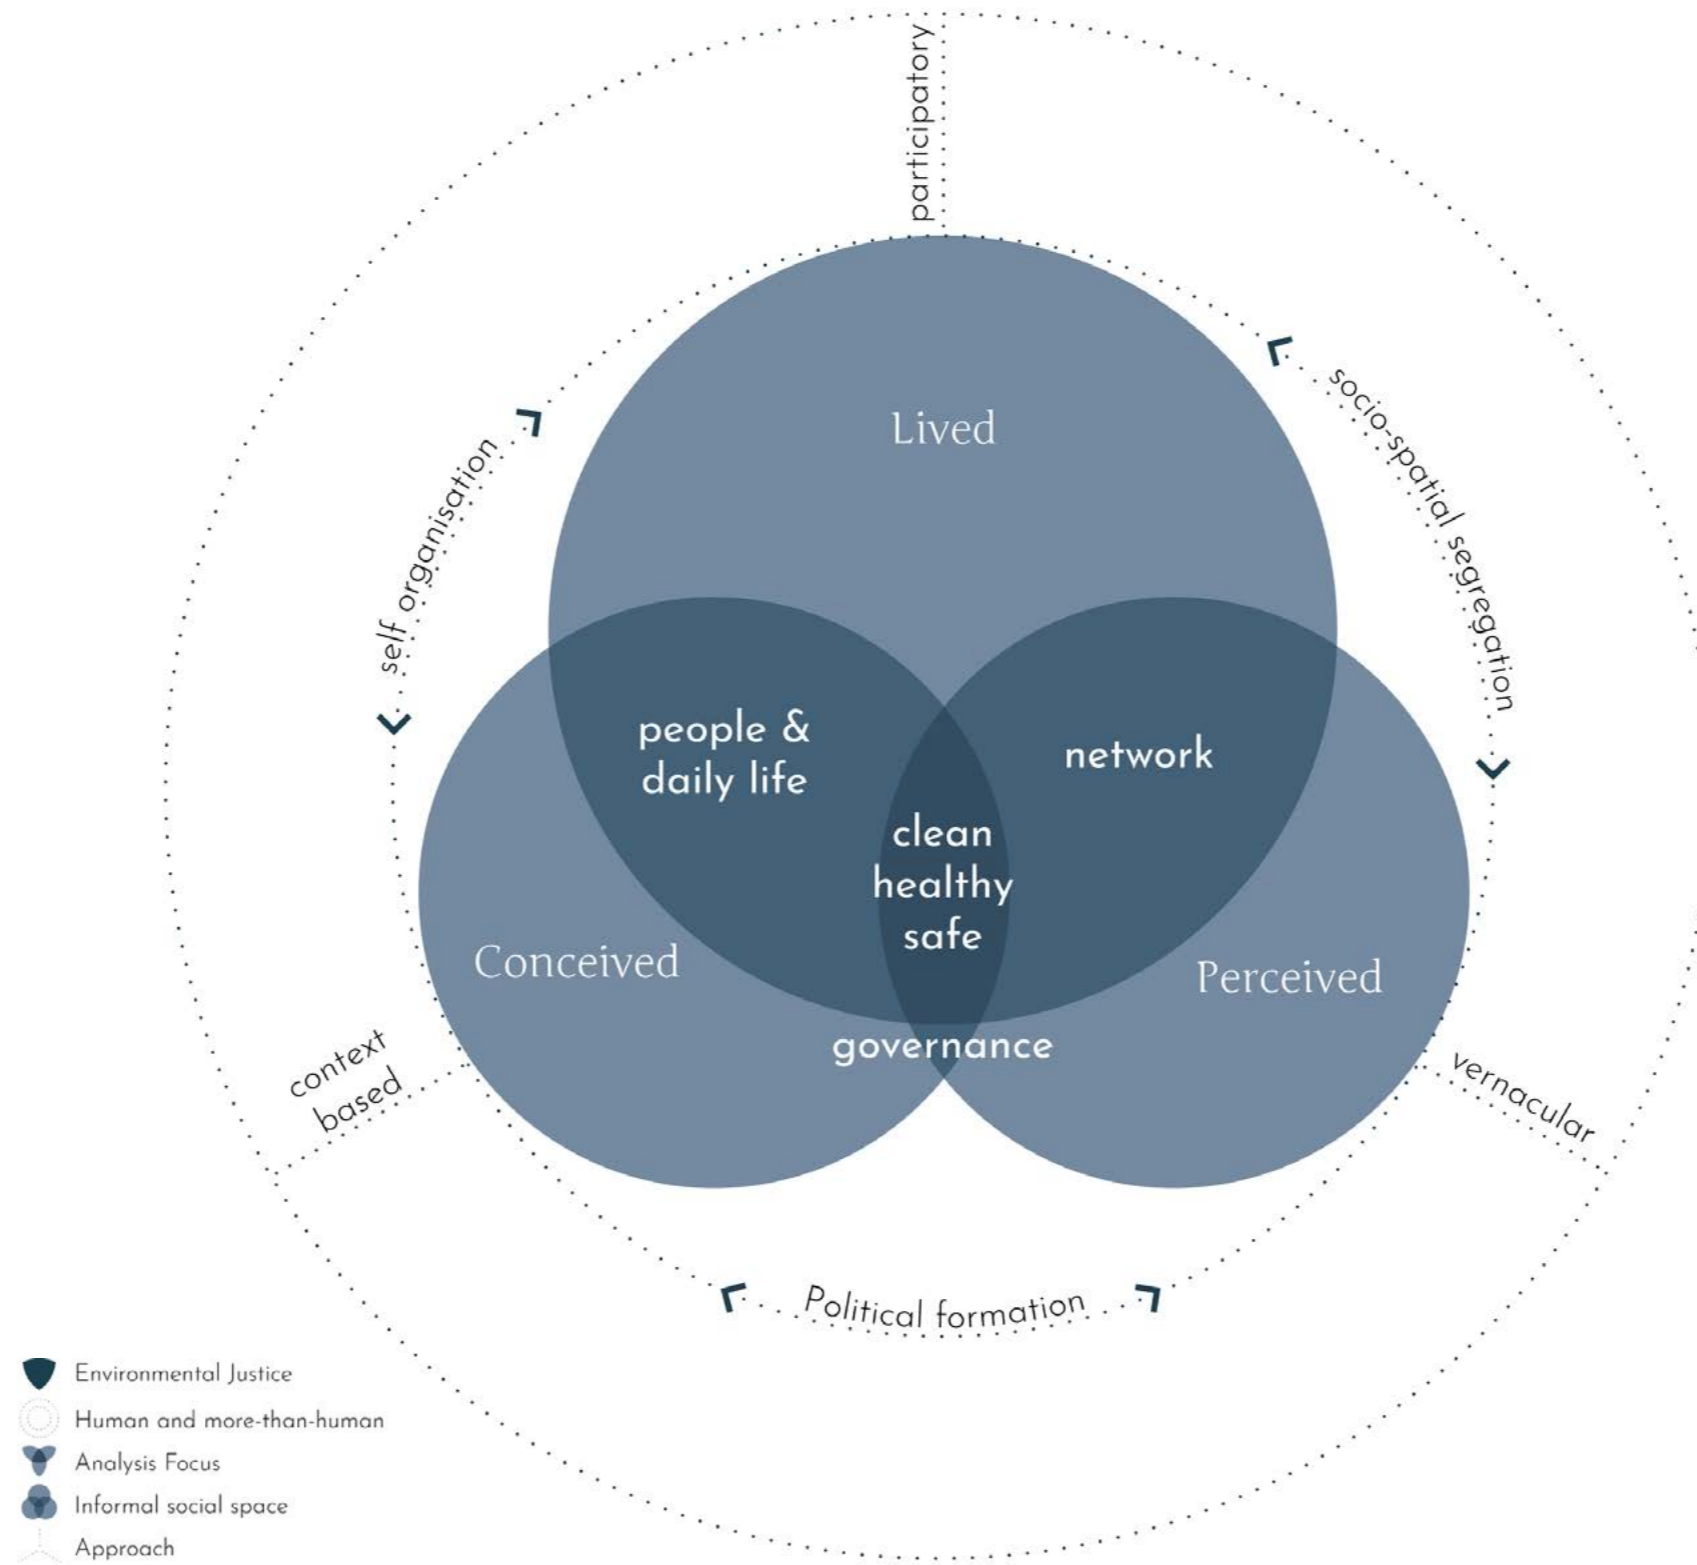 participatory
socio-spatial segregation
self organisation
Lived
people &
daily life
network
clean
healthy
safe
Conceived
Perceived
governance
context
based
vernacular
Political formation
Environmental Justice
Human and more-than-human
Analysis Focus
Informal social space
Approach